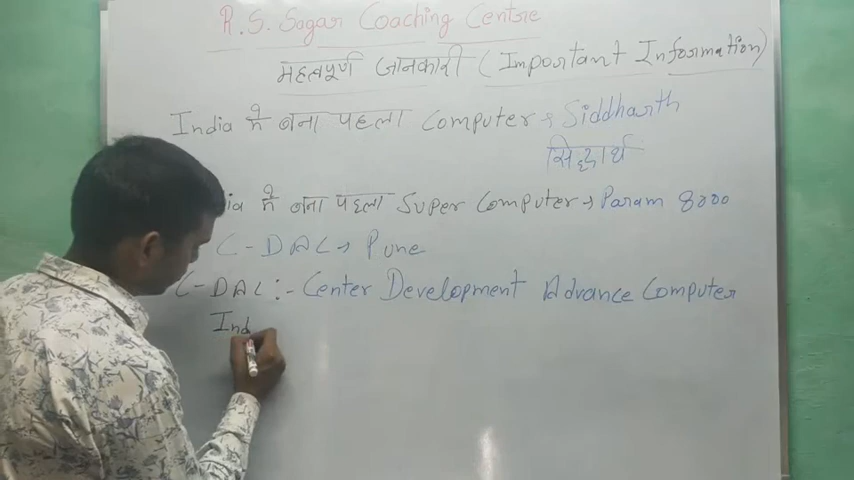 R.S. Sagar Coaching Centre
महत्वपूर्ण जानकारी (Important Information)
India में बना पहला Computer → Siddharth
सिद्धार्थ
ia में बना पहला Super Computer → Param 8000
C-DAC → Pune
C-DAC :- Center Development Advance Computer
Ind